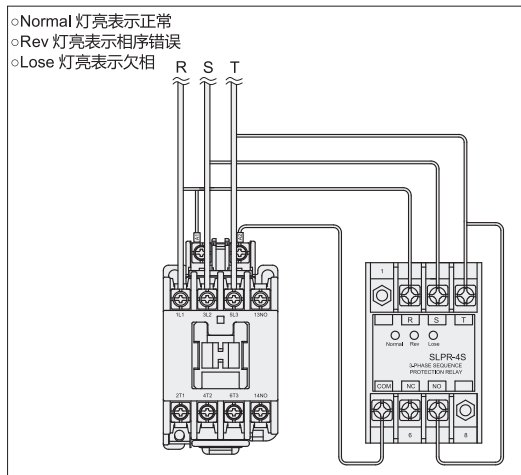 ○Normal 灯亮表示正常
○Rev 灯亮表示相序错误
○Lose 灯亮表示欠相
R S T
1
1L1 3L2 5L3 13NO
R S T
Normal Rev Lose
SLPR-4S
3-PHASE SEQUENCE
PROTECTION RELAY
2T1 4T2 6T3 14NO
COM NC NO
6 8